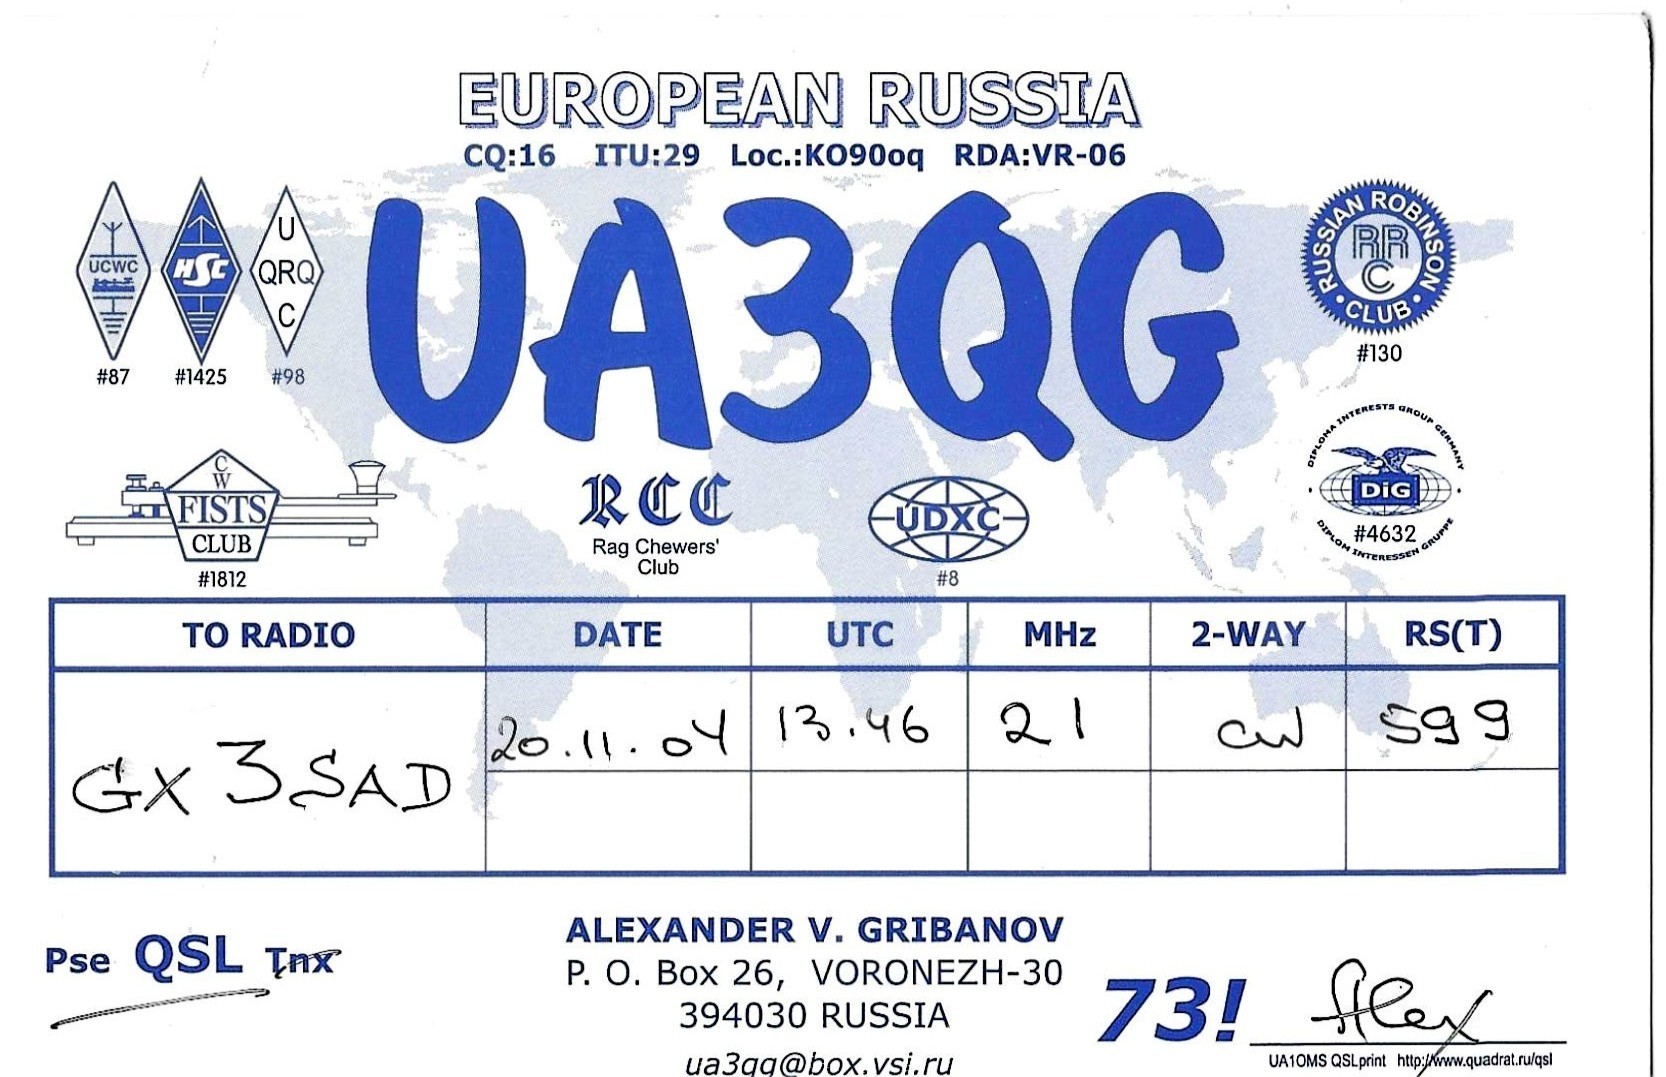 EUROPEAN RUSSIA
CQ:16 ITU:29 Loc.:KO90oq RDA:VR-06
UA3QG
UCWC
#87
HSC
#1425
U
QRQ
C
#98
RUSSIAN ROBINSON CLUB
RR
C
#130
C
W
FISTS
CLUB
#1812
RCC
Rag Chewers'
Club
UDXC
#8
DIPLOMA INTERESTS GROUP GERMANY
DiG
#4632
DIPLOM INTERESSEN GRUPPE
TO RADIO DATE UTC MHz 2-WAY RS(T)
GX3SAD 20.11.04 13.46 21 CW 599
Pse QSL Tnx
ALEXANDER V. GRIBANOV
P. O. Box 26, VORONEZH-30
394030 RUSSIA
ua3qg@box.vsi.ru
73! Alex
UA1OMS QSLprint http://www.quadrat.ru/qsl